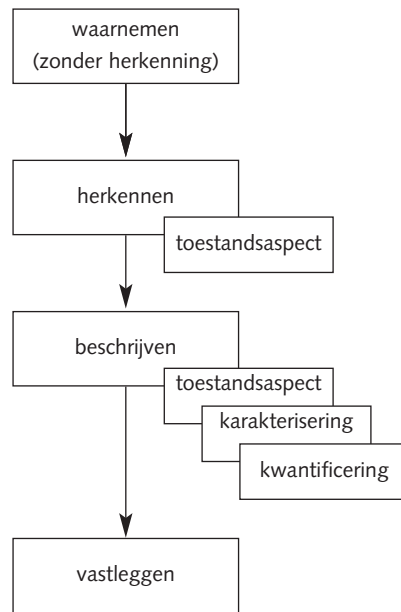 waarnemen
(zonder herkenning)
herkennen
toestandsaspect
beschrijven
toestandsaspect
karakterisering
kwantificering
vastleggen